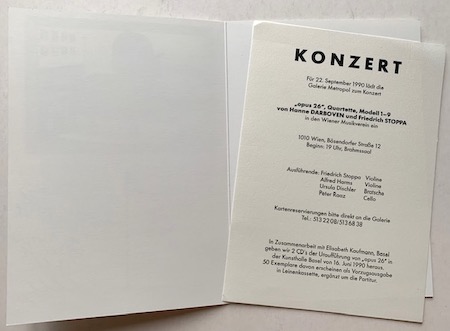 KONZERT
Für 22. September 1990 lädt die
Galerie Metropol zum Konzert
„opus 26", Quartette, Modell 1–9
von Hanne DARBOVEN und Friedrich STOPPA
in den Wiener Musikverein ein
1010 Wien, Bösendorfer Straße 12
Beginn: 19 Uhr, Brahmssaal
Ausführende: Friedrich Stoppa Violine
Alfred Harms Violine
Ursula Dischler Bratsche
Peter Raaz Cello
Kartenreservierungen bitte direkt an die Galerie
Tel.: 513 22 08/513 68 38
In Zusammenarbeit mit Elisabeth Kaufmann, Basel
geben wir 2 CD's der Uraufführung von „opus 26" in
der Kunsthalle Basel von 16. Juni 1990 heraus.
50 Exemplare davon erscheinen als Vorzugsausgabe
in Leinenkassette, ergänzt um die Partitur.